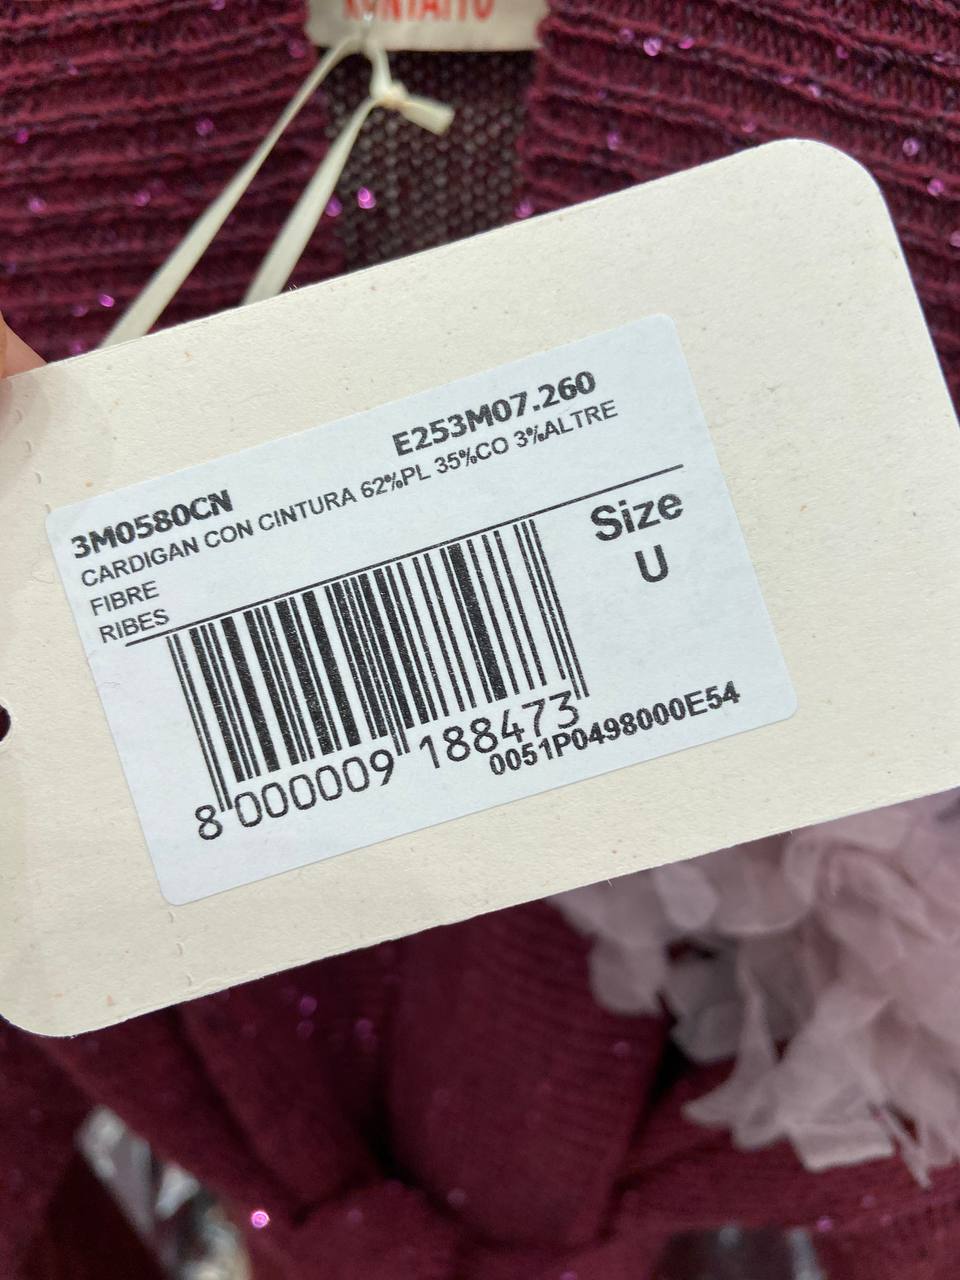 KONTATTO
E253M07.260
3M0580CN
CARDIGAN CON CINTURA 62%PL 35%CO 3%ALTRE
FIBRE
RIBES
Size
U
8 000009 188473
0051P0498000E54